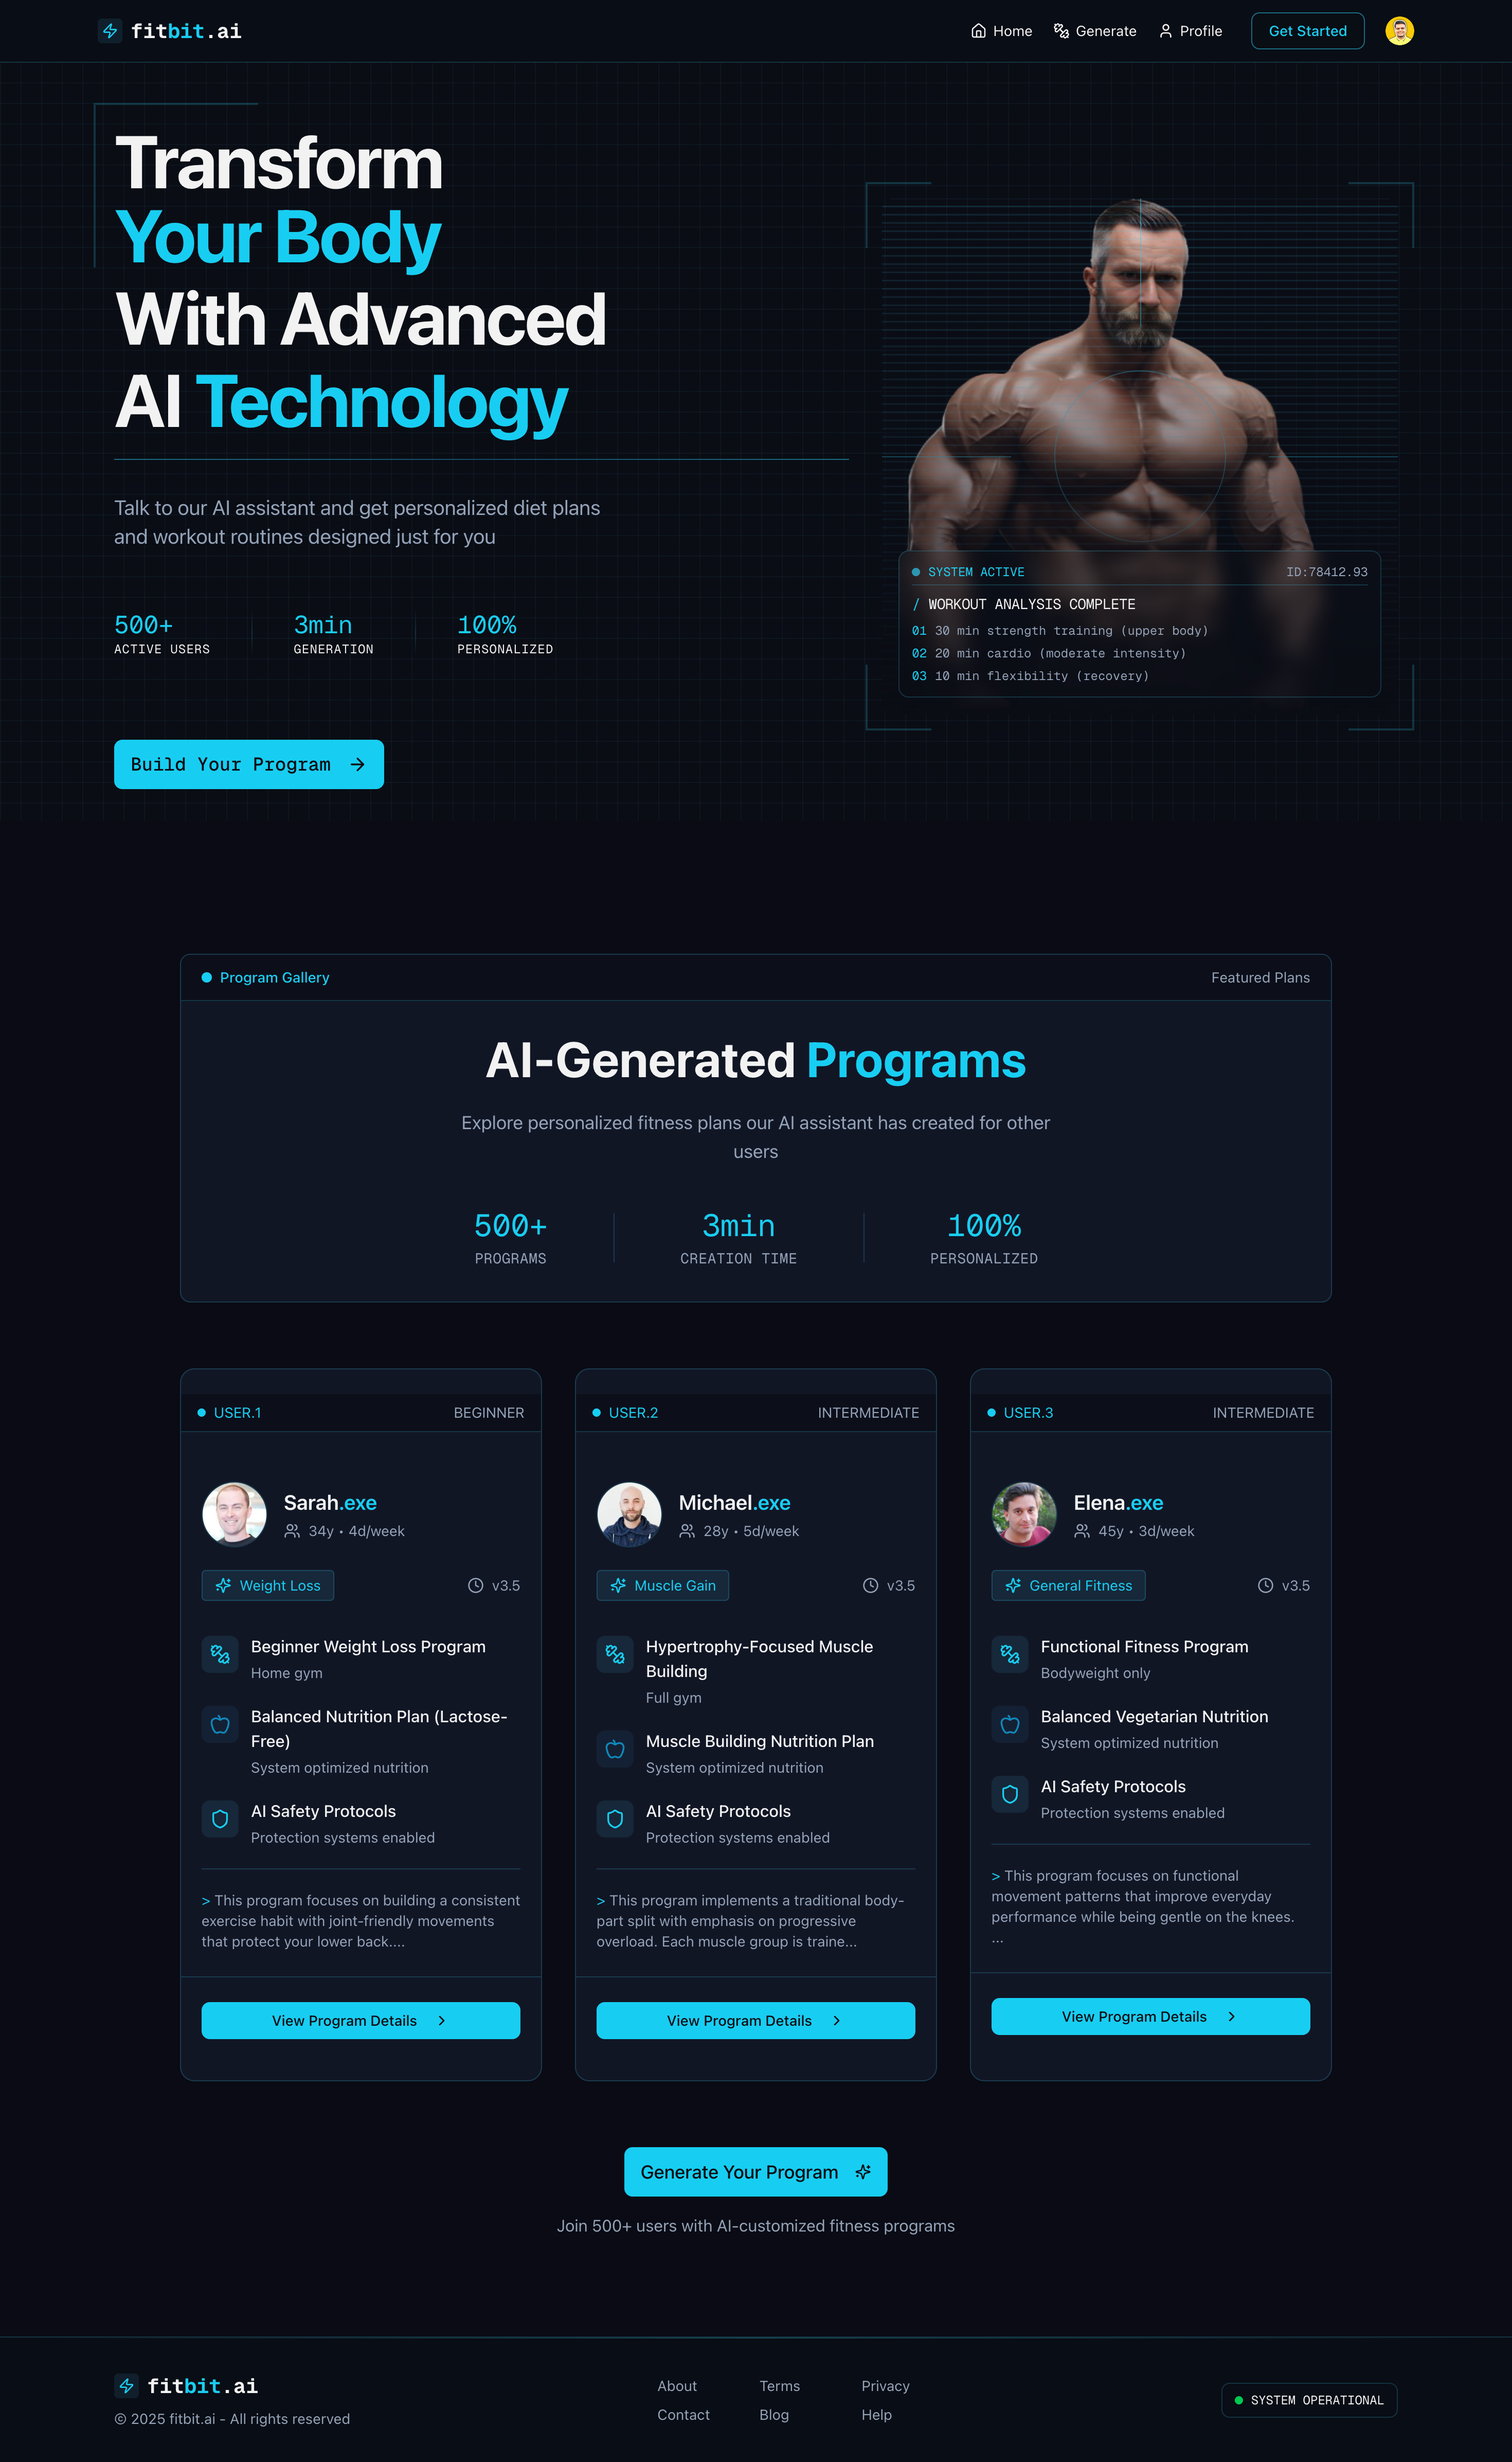 fitbit.ai
Home
Generate
Profile
Get Started
Transform
Your Body
With Advanced
AI Technology
Talk to our AI assistant and get personalized diet plans
and workout routines designed just for you
500+
ACTIVE USERS
3min
GENERATION
100%
PERSONALIZED
Build Your Program
SYSTEM ACTIVE
ID:78412.93
/ WORKOUT ANALYSIS COMPLETE
01 30 min strength training (upper body)
02 20 min cardio (moderate intensity)
03 10 min flexibility (recovery)
Program Gallery
Featured Plans
AI-Generated Programs
Explore personalized fitness plans our AI assistant has created for other
users
500+
PROGRAMS
3min
CREATION TIME
100%
PERSONALIZED
USER.1
BEGINNER
Sarah.exe
34y • 4d/week
Weight Loss
v3.5
Beginner Weight Loss Program
Home gym
Balanced Nutrition Plan (Lactose-
Free)
System optimized nutrition
AI Safety Protocols
Protection systems enabled
> This program focuses on building a consistent
exercise habit with joint-friendly movements
that protect your lower back....
View Program Details
USER.2
INTERMEDIATE
Michael.exe
28y • 5d/week
Muscle Gain
v3.5
Hypertrophy-Focused Muscle
Building
Full gym
Muscle Building Nutrition Plan
System optimized nutrition
AI Safety Protocols
Protection systems enabled
> This program implements a traditional body-
part split with emphasis on progressive
overload. Each muscle group is traine...
View Program Details
USER.3
INTERMEDIATE
Elena.exe
45y • 3d/week
General Fitness
v3.5
Functional Fitness Program
Bodyweight only
Balanced Vegetarian Nutrition
System optimized nutrition
AI Safety Protocols
Protection systems enabled
> This program focuses on functional
movement patterns that improve everyday
performance while being gentle on the knees.
...
View Program Details
Generate Your Program
Join 500+ users with AI-customized fitness programs
fitbit.ai
© 2025 fitbit.ai - All rights reserved
About
Terms
Privacy
Contact
Blog
Help
SYSTEM OPERATIONAL